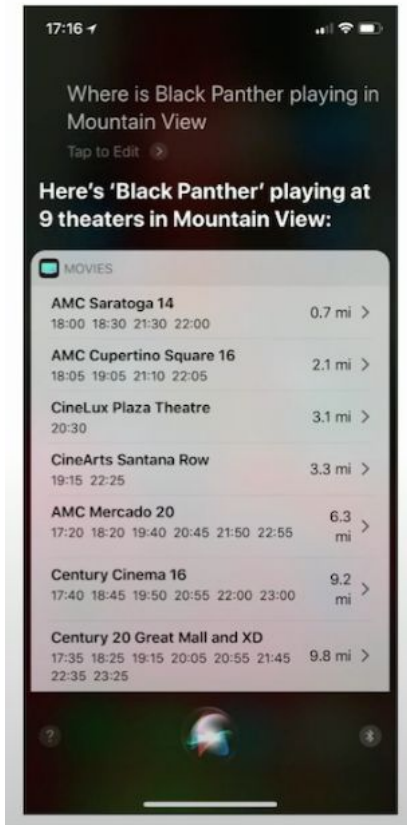 17:16
Where is Black Panther playing in
Mountain View
Tap to Edit
Here's 'Black Panther' playing at
9 theaters in Mountain View:
MOVIES
AMC Saratoga 14
18:00 18:30 21:30 22:00
0.7 mi
AMC Cupertino Square 16
18:05 19:05 21:10 22:05
2.1 mi
CineLux Plaza Theatre
20:30
3.1 mi
CineArts Santana Row
19:15 22:25
3.3 mi
AMC Mercado 20
17:20 18:20 19:40 20:45 21:50 22:55
6.3
mi
Century Cinema 16
17:40 18:45 19:50 20:55 22:00 23:00
9.2
mi
Century 20 Great Mall and XD
17:35 18:25 19:15 20:05 20:55 21:45
22:35 23:25
9.8 mi
?